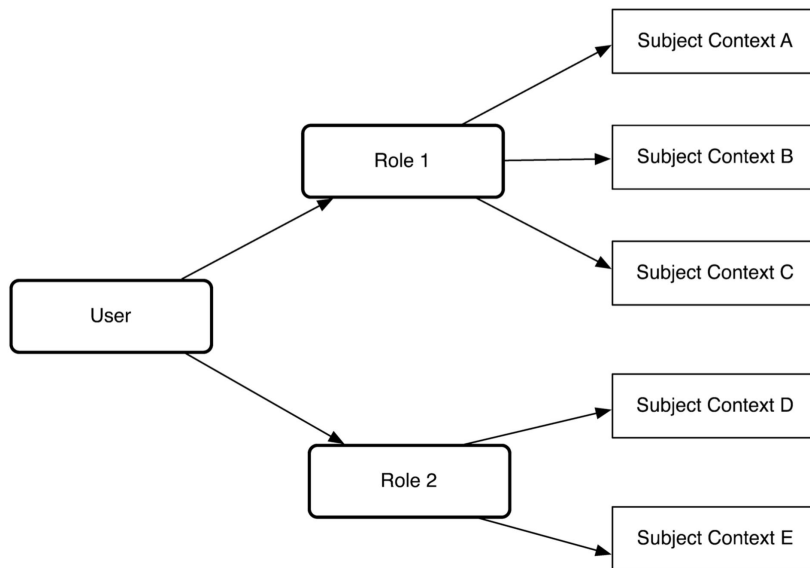 Subject Context A
Role 1
Subject Context B
Subject Context C
User
Subject Context D
Role 2
Subject Context E